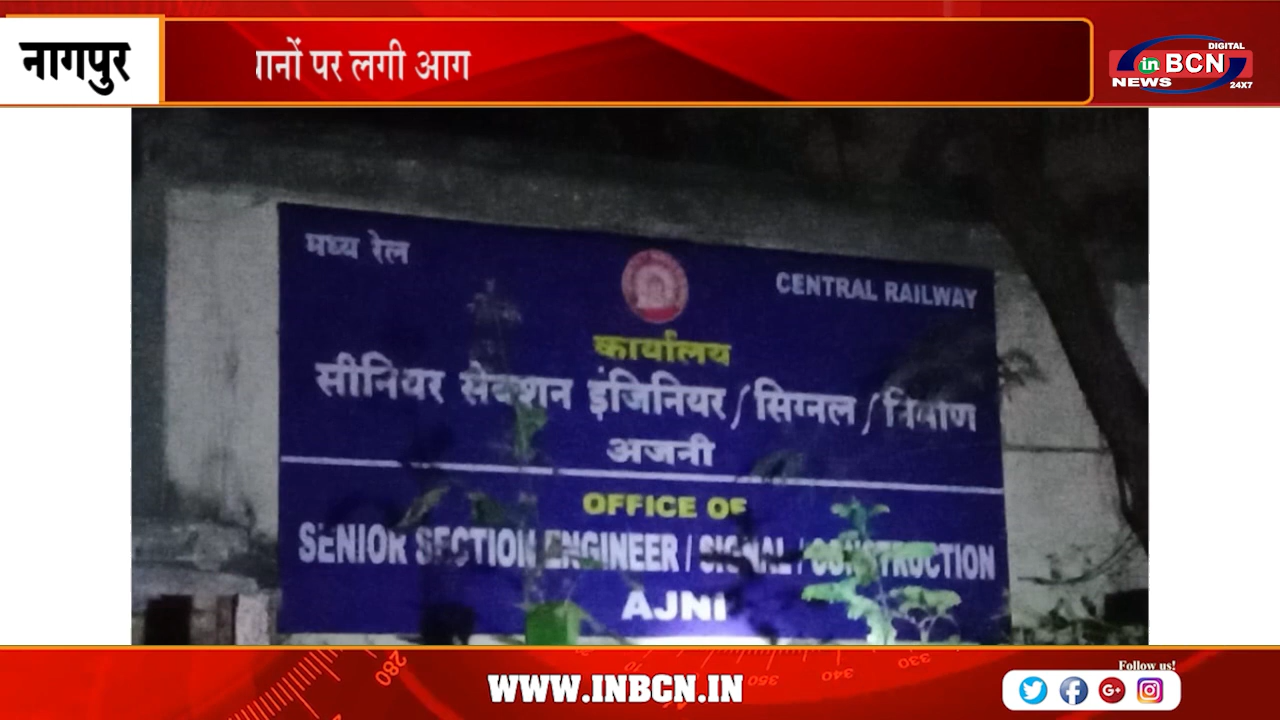 नागपुर
पर लगी आग
in BCN
DIGITAL
NEWS
24X7
मध्य रेल
CENTRAL RAILWAY
कार्यालय
सीनियर सेक्शन इंजिनियर / सिग्नल / निर्माण
अजनी
OFFICE OF
SENIOR SECTION ENGINEER / SIGNAL / CONSTRUCTION
AJNI
WWW.INBCN.IN
Follow us!